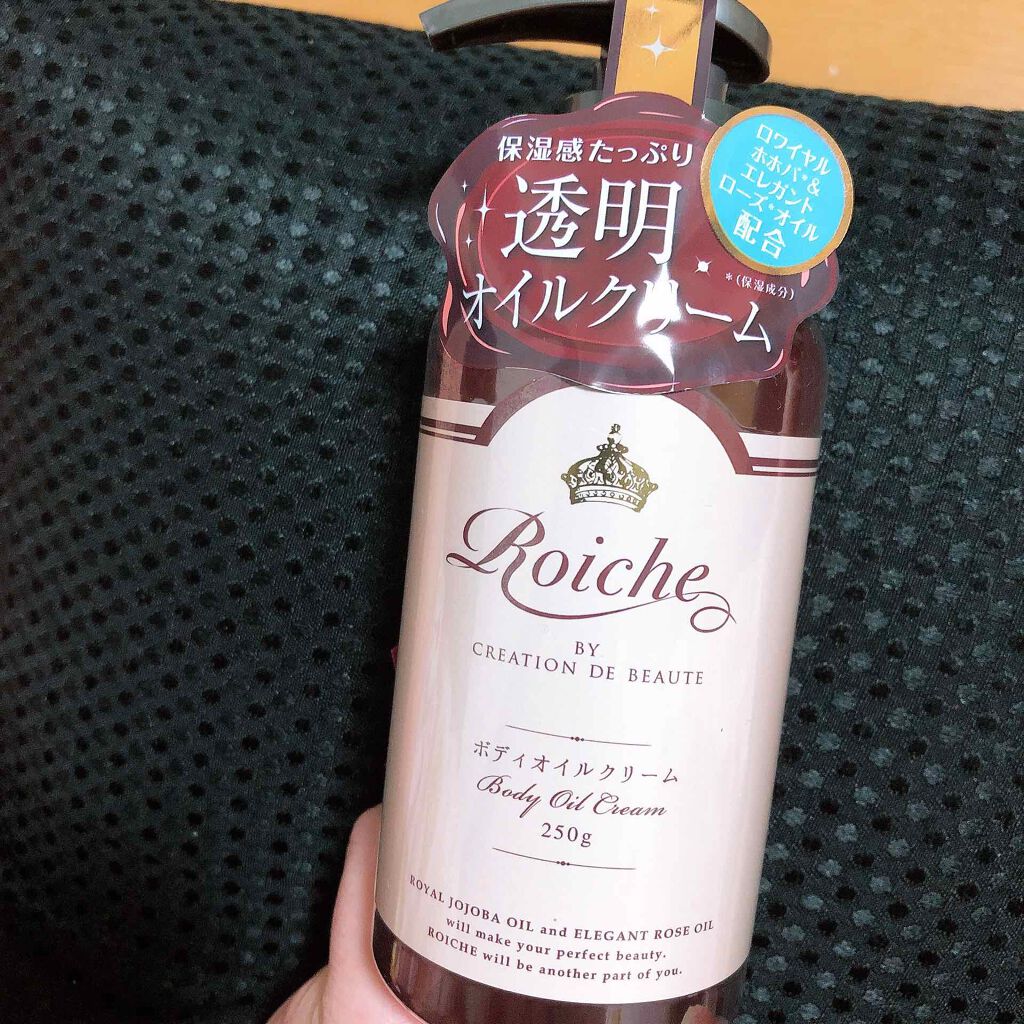 保湿感たっぷり
透明
オイルクリーム
*(保湿成分)
ロワイヤル
ホホバ*&
エレガント
ローズ*オイル
配合
Roiche
BY
CREATION DE BEAUTE
ボディオイルクリーム
Body Oil Cream
250g
ROYAL JOJOBA OIL and ELEGANT ROSE OIL
will make your perfect beauty.
ROICHE will be another part of you.